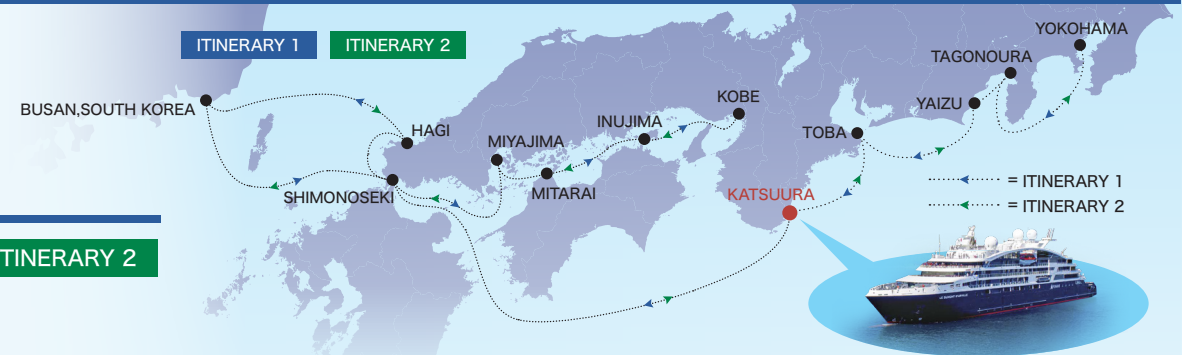 ITINERARY 1
ITINERARY 2
YOKOHAMA
TAGONOURA
BUSAN,SOUTH KOREA
KOBE
YAIZU
INUJIMA
HAGI
MIYAJIMA
TOBA
MITARAI
SHIMONOSEKI
KATSUURA
= ITINERARY 1
= ITINERARY 2
TINERARY 2